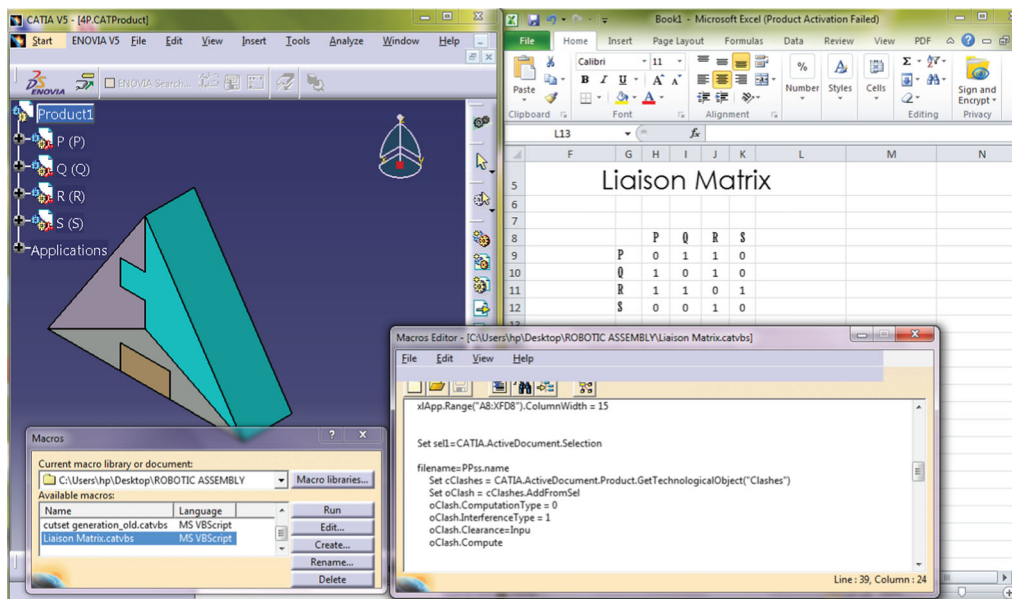 CATIA V5 - [4P.CATProduct]
Start ENOVIA V5 File Edit View Insert Tools Analyze Window Help
ENOVIA
ENOVIA Search...
Product1
P (P)
Q (Q)
R (R)
S (S)
Applications
Book1 - Microsoft Excel (Product Activation Failed)
File Home Insert Page Layout Formulas Data Review View PDF
Paste
Calibri 11
B I U A A
Number Styles Cells
Sign and
Encrypt
Clipboard Font Alignment Editing Privacy
L13 fx
F G H I J K L M N
5 Liaison Matrix
6
7
8 P Q R S
9 P 0 1 1 0
10 Q 1 0 1 0
11 R 1 1 0 1
12 S 0 0 1 0
13
Macros Editor - [C:\Users\hp\Desktop\ROBOTIC ASSEMBLY\Liaison Matrix.catvbs]
File Edit View Help
xlApp.Range("A8:XFD8").ColumnWidth = 15
Set sel1=CATIA.ActiveDocument.Selection
filename=PPss.name
Set cClashes = CATIA.ActiveDocument.Product.GetTechnologicalObject("Clashes")
Set oClash = cClashes.AddFromSel
oClash.ComputationType = 0
oClash.InterferenceType = 1
oClash.Clearance=Inpu
oClash.Compute
Line : 39, Column : 24
Macros
Current macro library or document:
C:\Users\hp\Desktop\ROBOTIC ASSEMBLY
Macro libraries...
Available macros:
Name Language
cutset generation_old.catvbs MS VBScript
Liaison Matrix.catvbs MS VBScript
Run
Edit...
Create...
Rename...
Delete